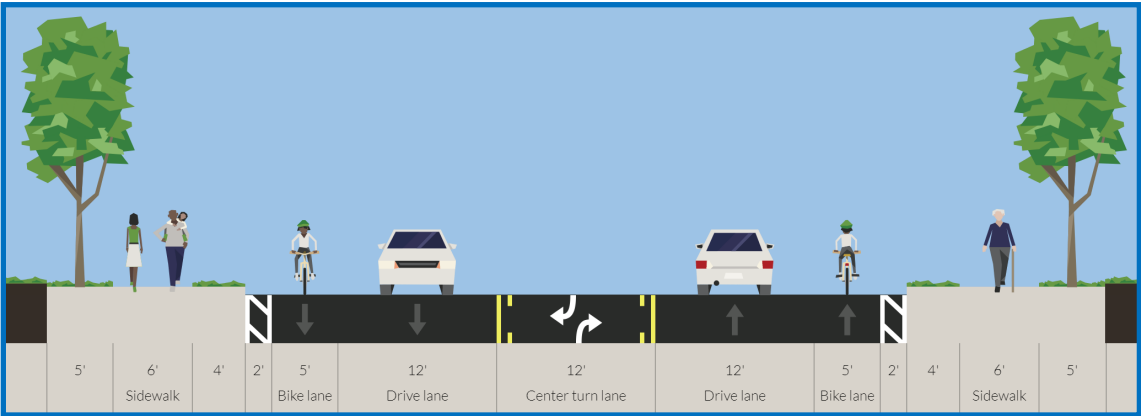 5' 6' 4' 2' 5' 12' 12' 12' 5' 2' 4' 6' 5'
Sidewalk Bike lane Drive lane Center turn lane Drive lane Bike lane Sidewalk